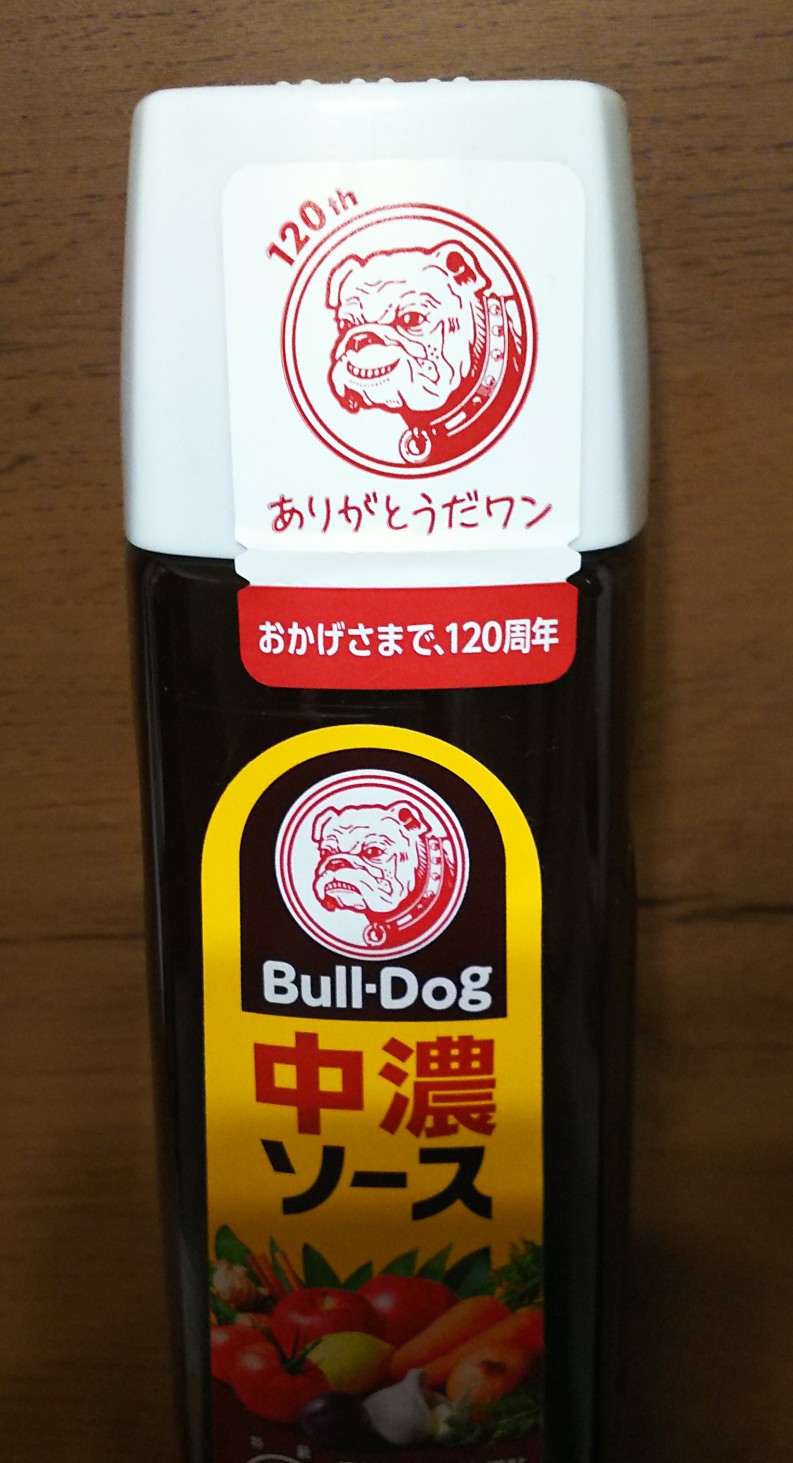 120th
ありがとうだワン
おかげさまで、120周年
Bull-Dog
中濃
ソース